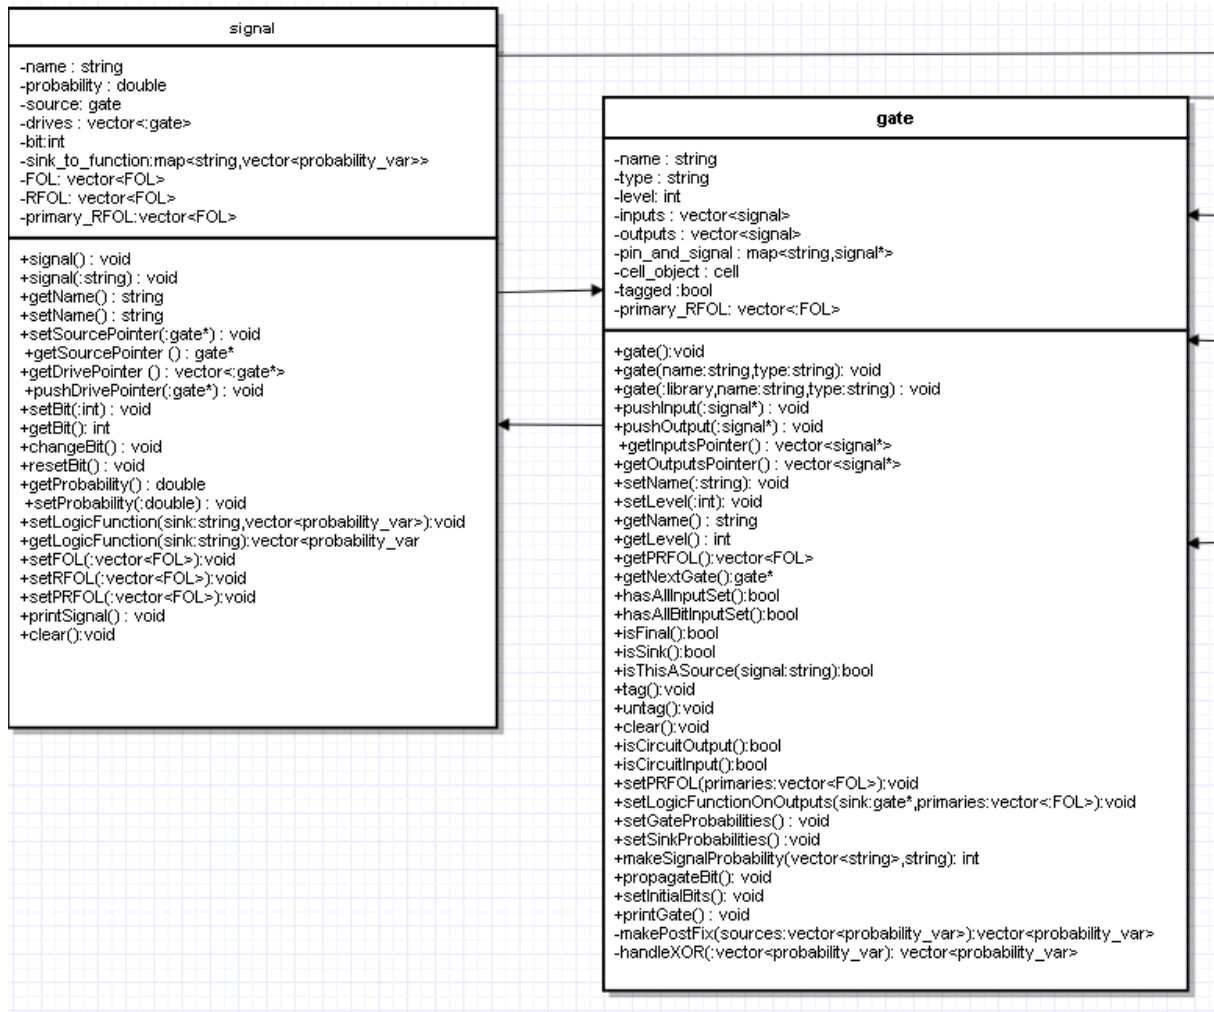 signal
-name : string
-probability : double
-source: gate
-drives : vector<:gate>
-bit:int
-sink_to_function:map<string,vector<probability_var>>
-FOL: vector<FOL>
-RFOL: vector<FOL>
-primary_RFOL:vector<FOL>
+signal() : void
+signal(:string) : void
+getName() : string
+setName() : string
+setSourcePointer(:gate*) : void
+getSourcePointer () : gate*
+getDrivePointer () : vector<:gate*>
+pushDrivePointer(:gate*) : void
+setBit(:int) : void
+getBit(): int
+changeBit() : void
+resetBit() : void
+getProbability() : double
+setProbability(:double) : void
+setLogicFunction(sink:string,vector<probability_var>):void
+getLogicFunction(sink:string):vector<probability_var
+setFOL(:vector<FOL>):void
+setRFOL(:vector<FOL>):void
+setPRFOL(:vector<FOL>):void
+printSignal() : void
+clear():void
gate
-name : string
-type : string
-level: int
-inputs : vector<signal>
-outputs : vector<signal>
-pin_and_signal : map<string,signal*>
-cell_object : cell
-tagged :bool
-primary_RFOL: vector<:FOL>
+gate():void
+gate(name:string,type:string): void
+gate(:library,name:string,type:string) : void
+pushInput(:signal*) : void
+pushOutput(:signal*) : void
+getInputsPointer() : vector<signal*>
+getOutputsPointer() : vector<signal*>
+setName(:string): void
+setLevel(:int): void
+getName() : string
+getLevel() : int
+getPRFOL():vector<FOL>
+getNextGate():gate*
+hasAllInputSet():bool
+hasAllBitInputSet():bool
+isFinal():bool
+isSink():bool
+isThisASource(signal:string):bool
+tag():void
+untag():void
+clear():void
+isCircuitOutput():bool
+isCircuitInput():bool
+setPRFOL(primaries:vector<FOL>):void
+setLogicFunctionOnOutputs(sink:gate*,primaries:vector<:FOL>):void
+setGateProbabilities() : void
+setSinkProbabilities() :void
+makeSignalProbability(vector<string>,string): int
+propagateBit(): void
+setInitialBits(): void
+printGate() : void
-makePostFix(sources:vector<probability_var>):vector<probability_var>
-handleXOR(:vector<probability_var): vector<probability_var>